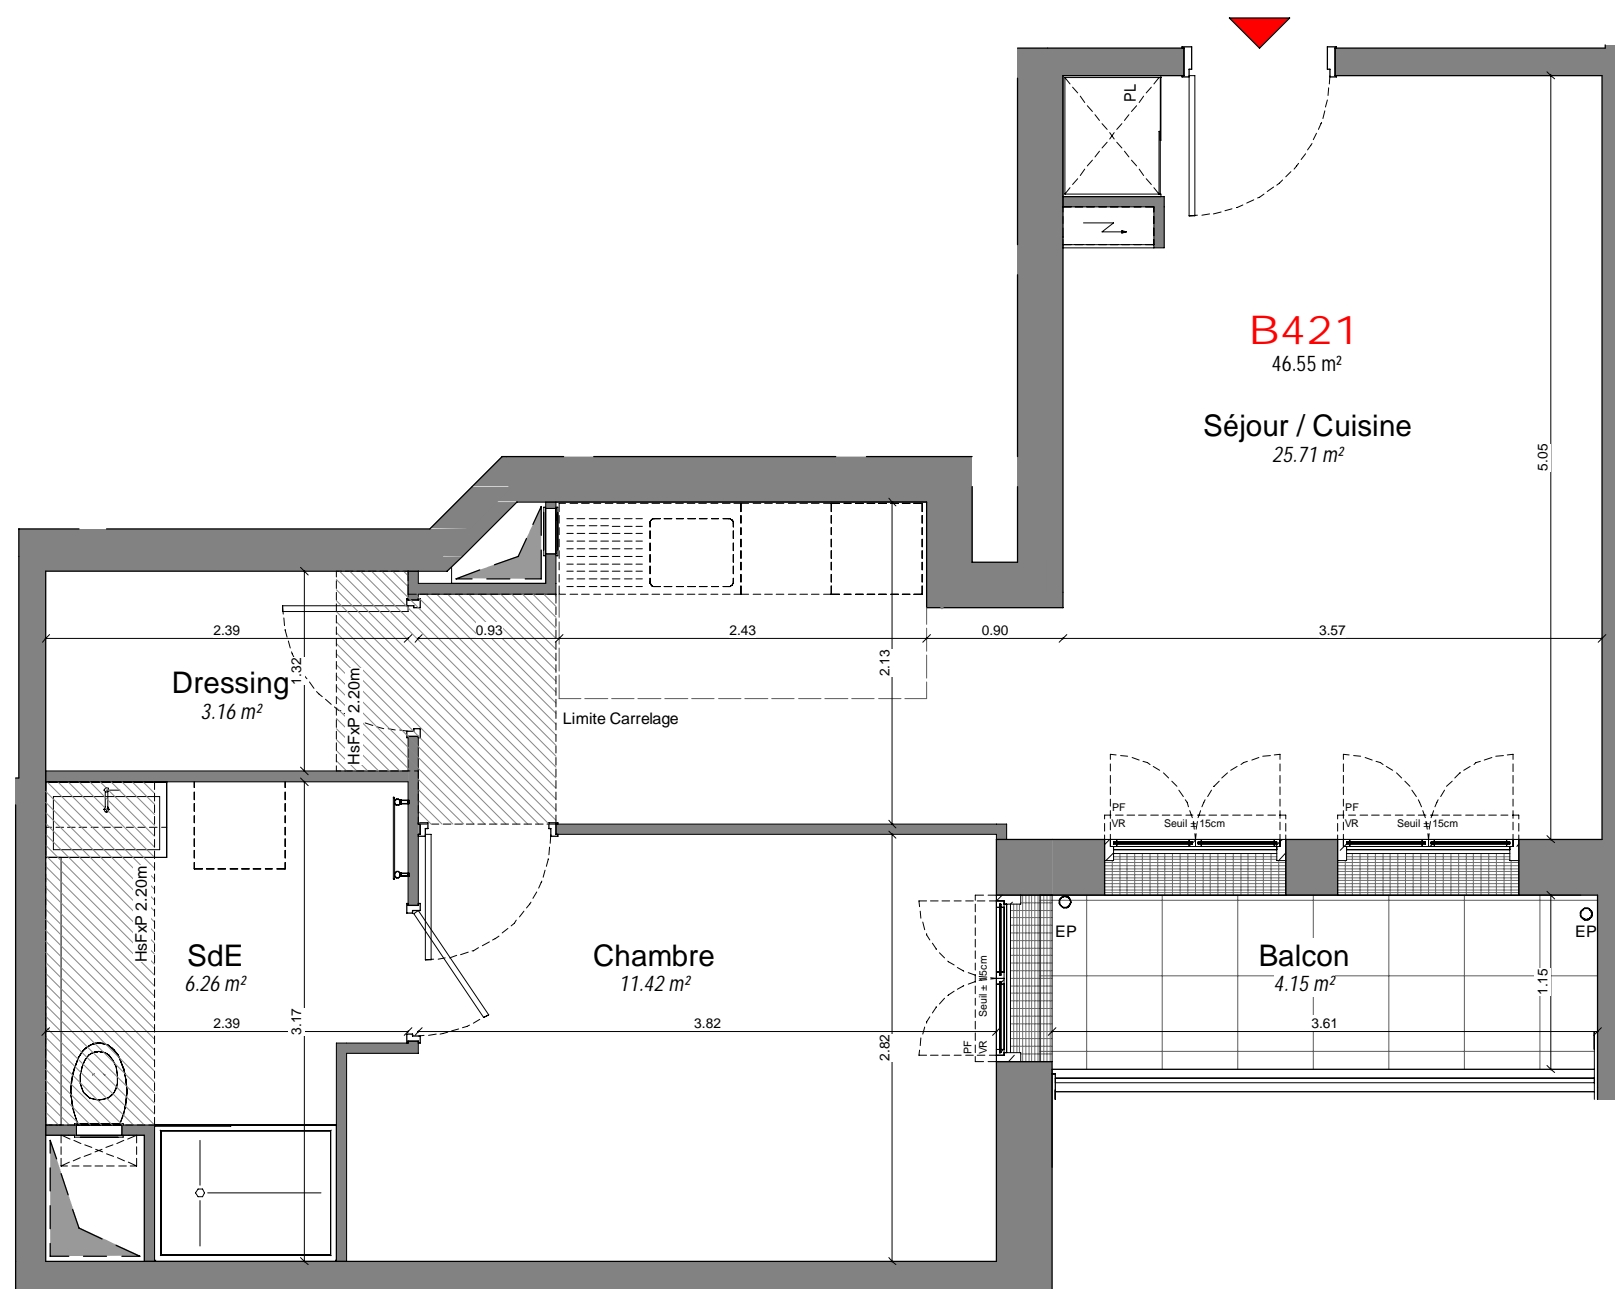 PL
B421
46.55 m²
Séjour / Cuisine
25.71 m²
5.05
2.39
0.93
2.43
0.90
3.57
1.32
2.13
Dressing
3.16 m²
HsFxP 2.20m
Limite Carrelage
PF
VR
Seuil ± 15cm
PF
VR
Seuil ± 15cm
HsFxP 2.20m
SdE
6.26 m²
Chambre
11.42 m²
Seuil ± 15cm
PF
VR
EP
EP
Balcon
4.15 m²
1.15
2.39
3.17
3.82
2.82
3.61